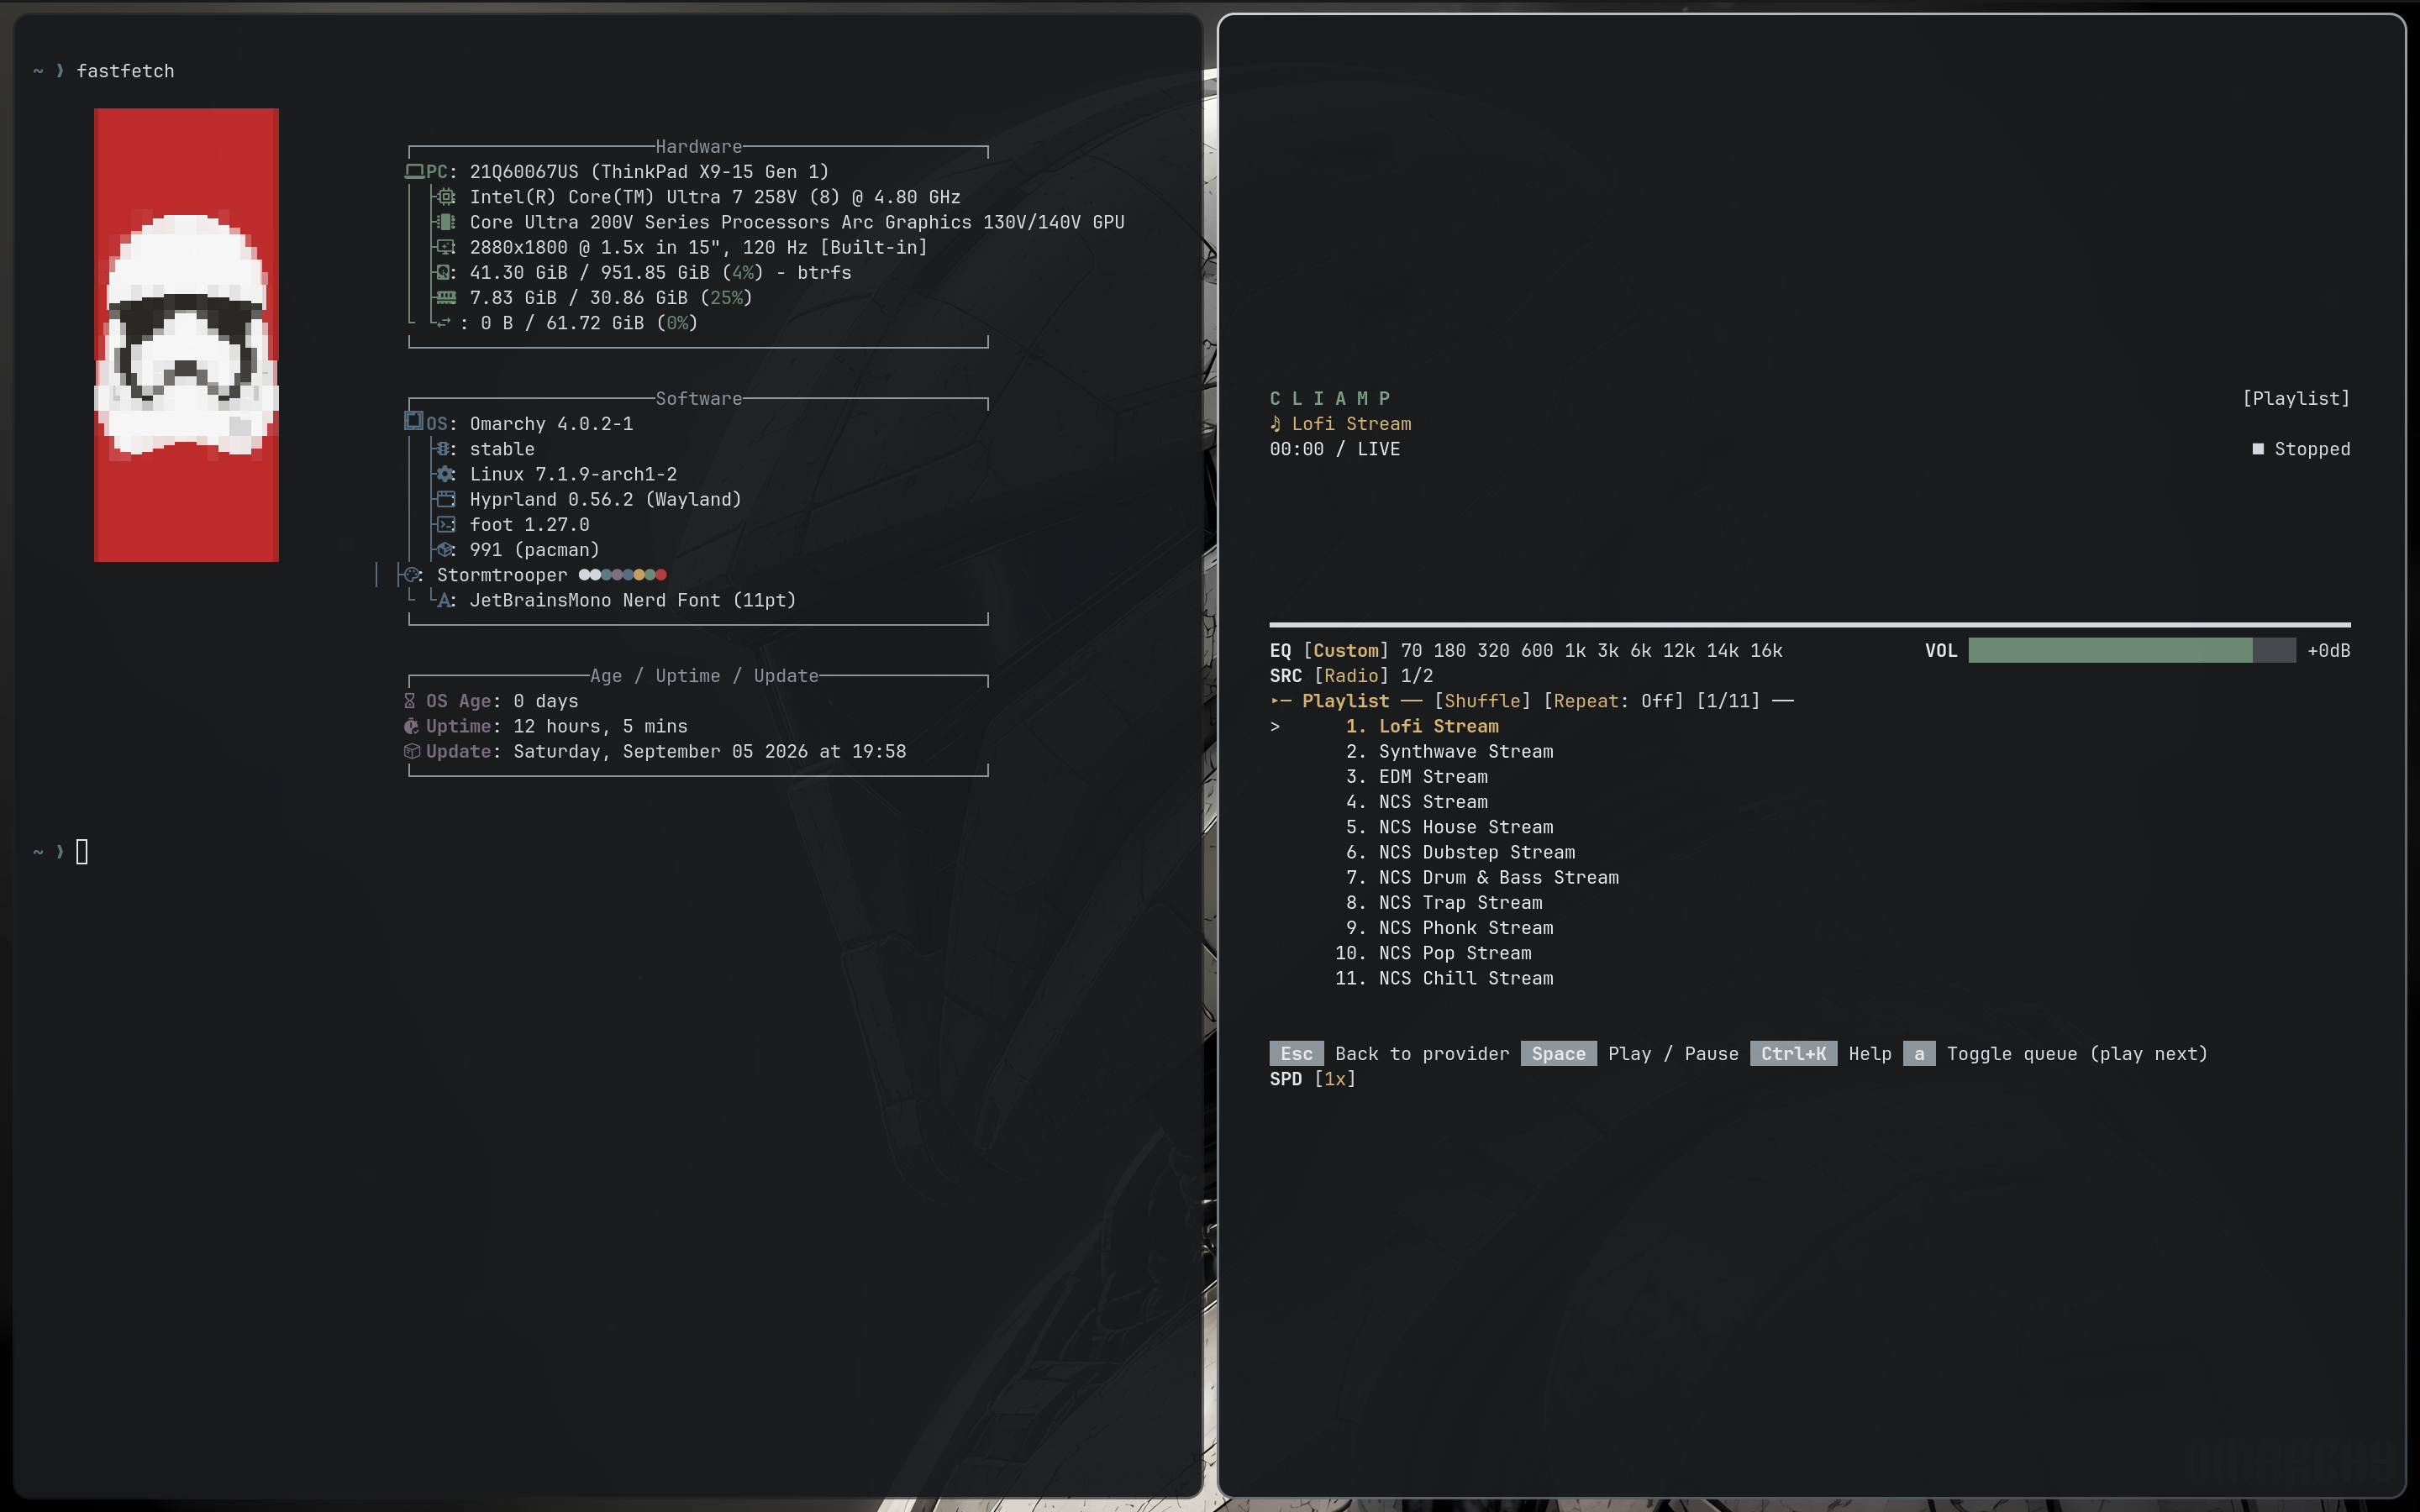 ~ ❯ fastfetch
Hardware
PC: 21Q60067US (ThinkPad X9-15 Gen 1)
: Intel(R) Core(TM) Ultra 7 258V (8) @ 4.80 GHz
: Core Ultra 200V Series Processors Arc Graphics 130V/140V GPU
: 2880x1800 @ 1.5x in 15", 120 Hz [Built-in]
: 41.30 GiB / 951.85 GiB (4%) - btrfs
: 7.83 GiB / 30.86 GiB (25%)
: 0 B / 61.72 GiB (0%)
Software
OS: Omarchy 4.0.2-1
: stable
: Linux 7.1.9-arch1-2
: Hyprland 0.56.2 (Wayland)
: foot 1.27.0
: 991 (pacman)
: Stormtrooper
: JetBrainsMono Nerd Font (11pt)
Age / Uptime / Update
OS Age: 0 days
Uptime: 12 hours, 5 mins
Update: Saturday, September 05 2026 at 19:58
~ ❯
C L I A M P [Playlist]
♪ Lofi Stream
00:00 / LIVE ■ Stopped
EQ [Custom] 70 180 320 600 1k 3k 6k 12k 14k 16k VOL +0dB
SRC [Radio] 1/2
▸─ Playlist ── [Shuffle] [Repeat: Off] [1/11] ──
> 1. Lofi Stream
2. Synthwave Stream
3. EDM Stream
4. NCS Stream
5. NCS House Stream
6. NCS Dubstep Stream
7. NCS Drum & Bass Stream
8. NCS Trap Stream
9. NCS Phonk Stream
10. NCS Pop Stream
11. NCS Chill Stream
Esc Back to provider Space Play / Pause Ctrl+K Help a Toggle queue (play next)
SPD [1x]
OMARCHY